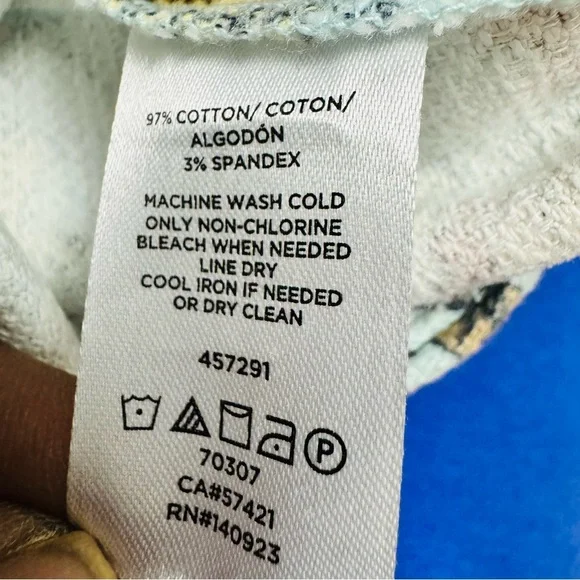 97% COTTON/ COTON/
ALGODÓN
3% SPANDEX
MACHINE WASH COLD
ONLY NON-CHLORINE
BLEACH WHEN NEEDED
LINE DRY
COOL IRON IF NEEDED
OR DRY CLEAN
457291
P
70307
CA#57421
RN#140923